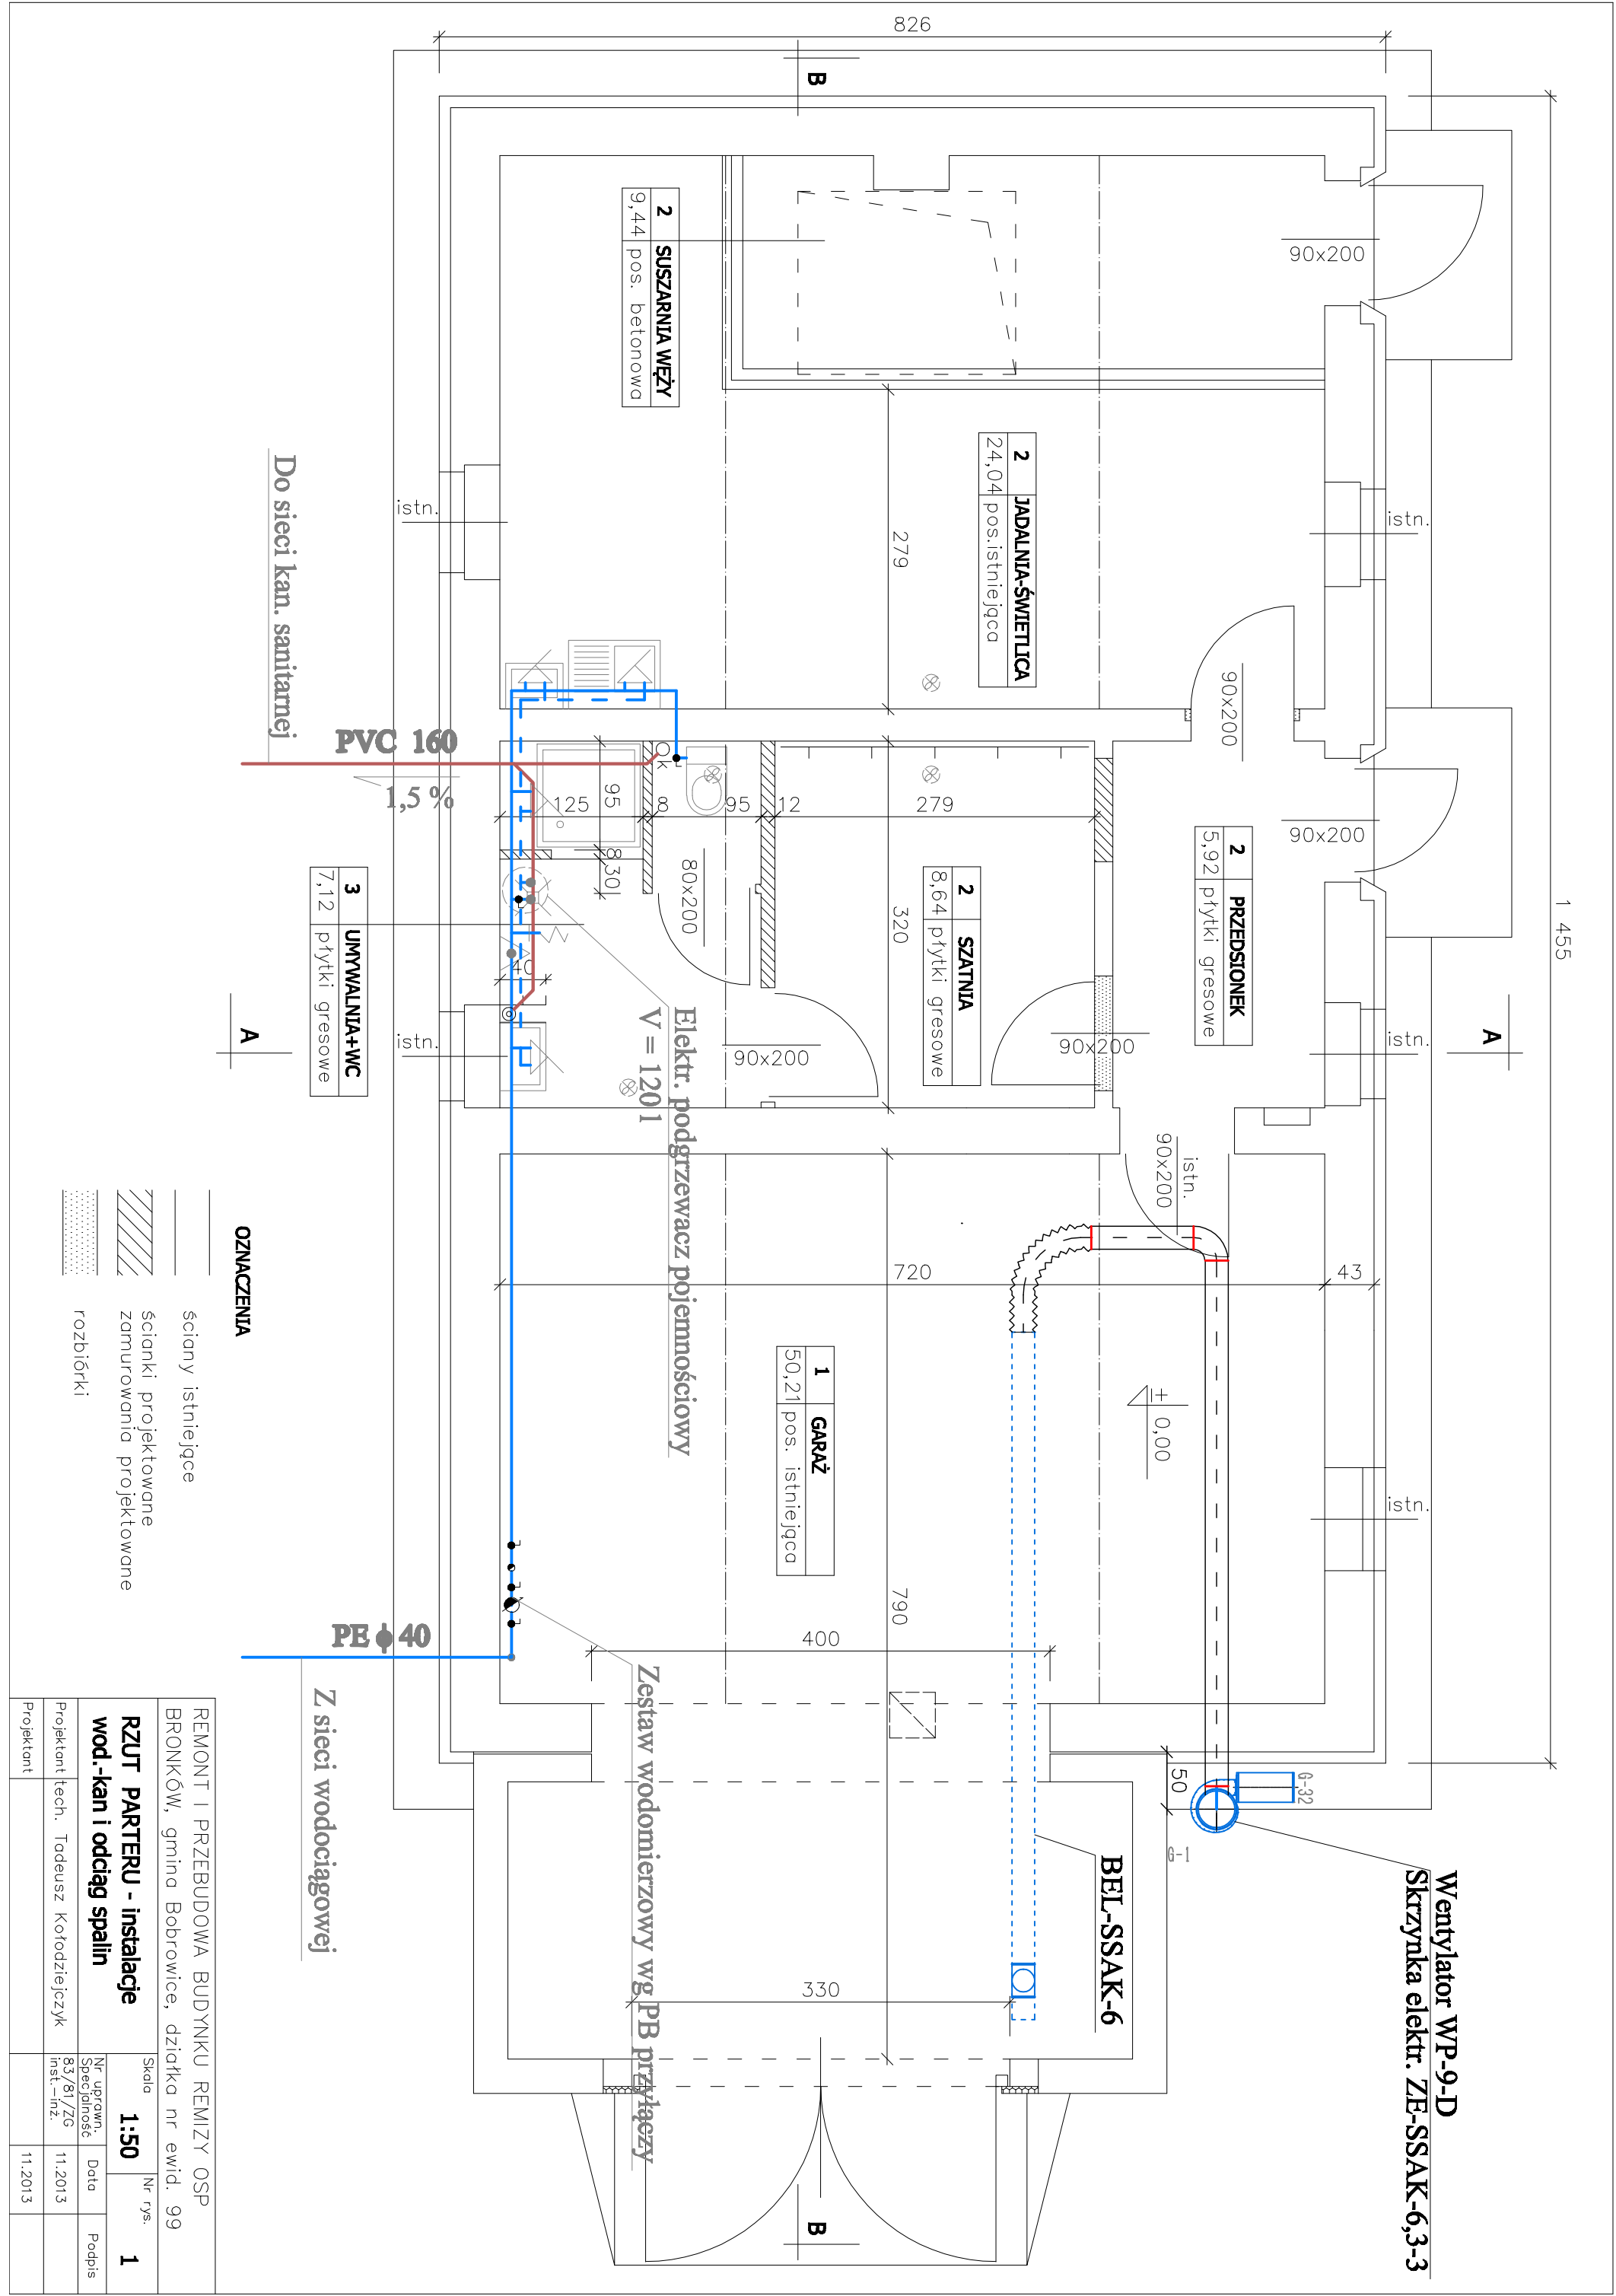 826
1 455
B
2 SUSZARNIA WĘŻY
9,44 pos. betonowa
90x200
2 JADALNIA-ŚWIETLICA
24,04 pos.istniejąca
279
istn.
istn.
90x200
90x200
Do sieci kan. sanitarnej
PVC 160
1,5 %
125
95
8
95
12
279
8
30
80x200
320
40
2 PRZEDSIONEK
5,92 płytki gresowe
2 SZATNIA
8,64 płytki gresowe
3 UMYWALNIA+WC
7,12 płytki gresowe
90x200
90x200
istn.
istn.
A
A
Elektr. podgrzewacz pojemnościowy
V = 120l
istn.
90x200
720
43
± 0,00
1 GARAŻ
50,21 pos. istniejąca
istn.
790
400
50
330
G-32
G-1
BEL-SSAK-6
Wentylator WP-9-D
Skrzynka elektr. ZE-SSAK-6,3-3
Zestaw wodomierzowy wg PB przyłączy
PE ϕ 40
Z sieci wodociągowej
B
OZNACZENIA
ściany istniejące
ścianki projektowane
zamurowania projektowane
rozbiórki
REMONT I PRZEBUDOWA BUDYNKU REMIZY OSP
BRONKÓW, gmina Bobrowice, działka nr ewid. 99
RZUT PARTERU - instalacje
wod.-kan i odciąg spalin
Skala 1:50
Nr rys. 1
Nr uprawn.
Specjalność
Data
Podpis
Projektant tech. Tadeusz Kołodziejczyk
83/81/ZG
inst.-inż.
11.2013
Projektant
11.2013